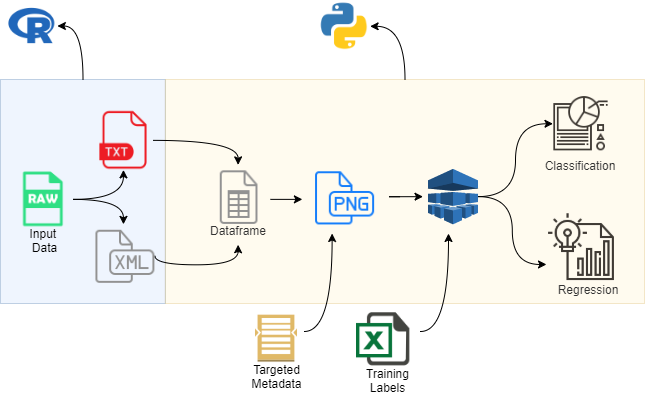 R
TXT
RAW
Input
Data
XML
Dataframe
PNG
Classification
Regression
Targeted
Metadata
X
Training
Labels